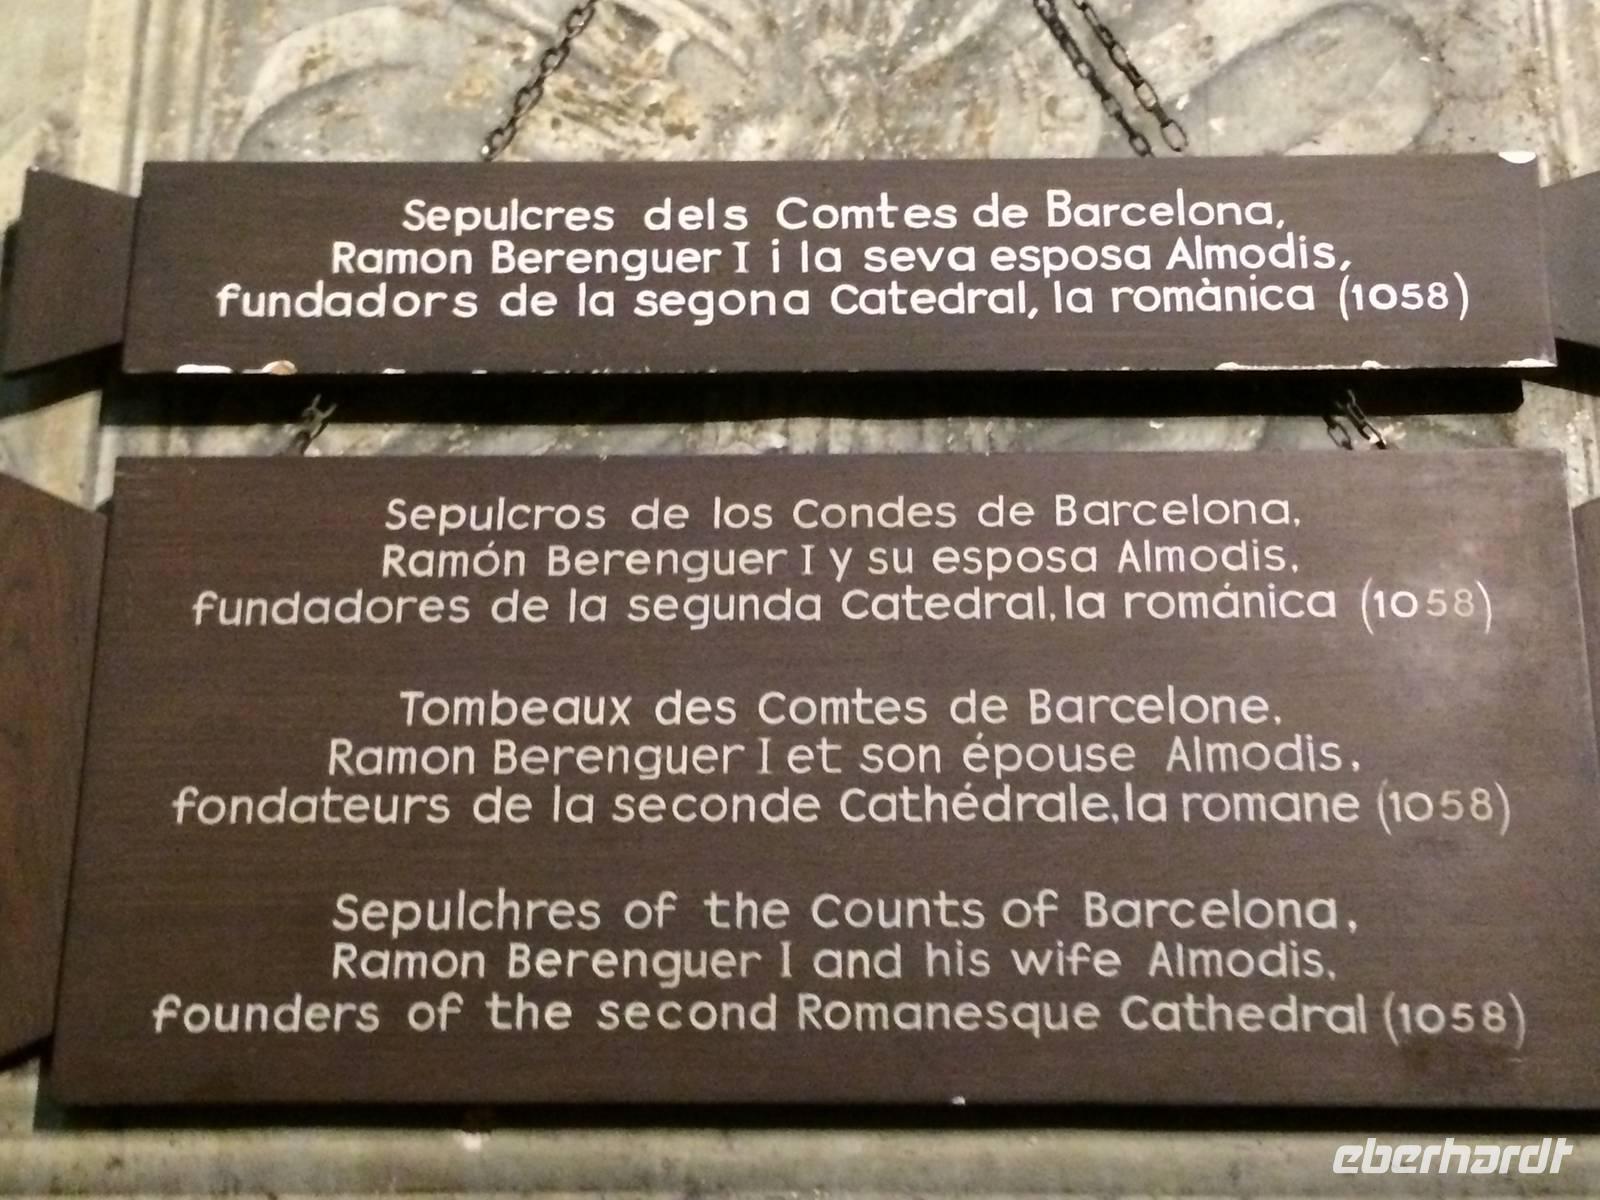 Sepulcres dels Comtes de Barcelona,
Ramon Berenguer I i la seva esposa Almodis,
fundadors de la segona Catedral, la romànica (1058)
Sepulcros de los Condes de Barcelona,
Ramón Berenguer I y su esposa Almodis,
fundadores de la segunda Catedral, la románica (1058)
Tombeaux des Comtes de Barcelone,
Ramon Berenguer I et son épouse Almodis,
fondateurs de la seconde Cathédrale, la romane (1058)
Sepulchres of the Counts of Barcelona,
Ramon Berenguer I and his wife Almodis,
founders of the second Romanesque Cathedral (1058)
eberhardt